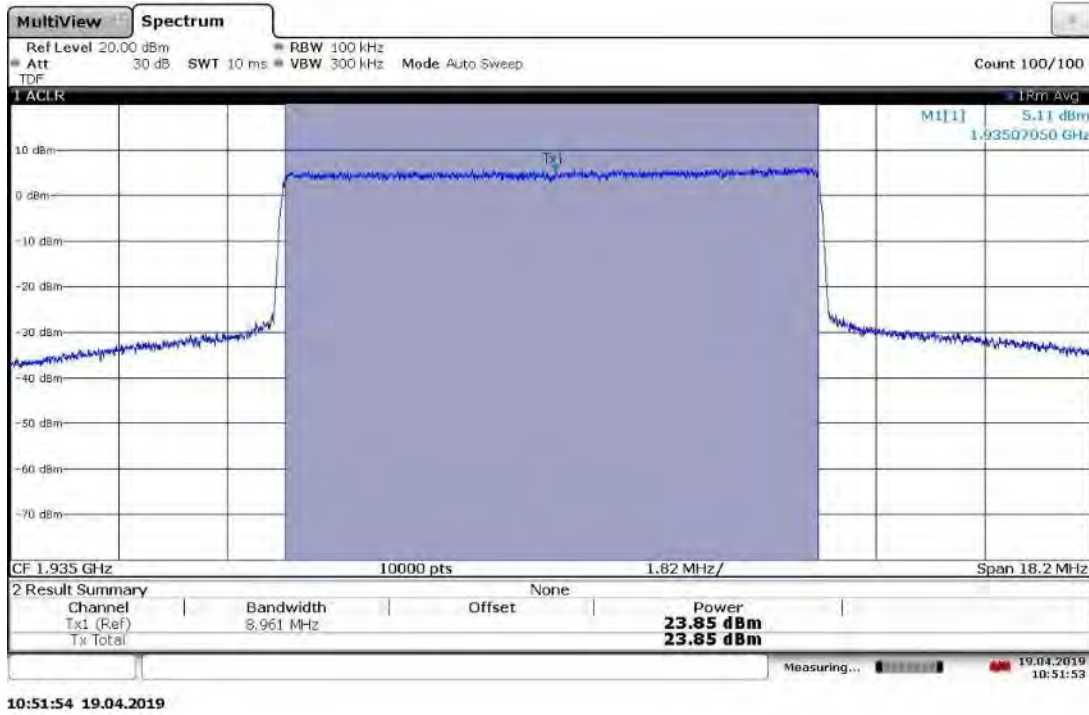 MultiView Spectrum
Ref Level 20.00 dBm RBW 100 kHz
Att 30 dB SWT 10 ms VBW 300 kHz Mode Auto Sweep Count 100/100
TDF
1 ACLR 1Rm Avg
M1[1] 5.11 dBm
1.93507050 GHz
10 dBm
Tx1
0 dBm
-10 dBm
-20 dBm
-30 dBm
-40 dBm
-50 dBm
-60 dBm
-70 dBm
CF 1.935 GHz 10000 pts 1.82 MHz/ Span 18.2 MHz
2 Result Summary None
Channel Bandwidth Offset Power
Tx1 (Ref) 8.961 MHz 23.85 dBm
Tx Total 23.85 dBm
Measuring... 19.04.2019
10:51:53
10:51:54 19.04.2019